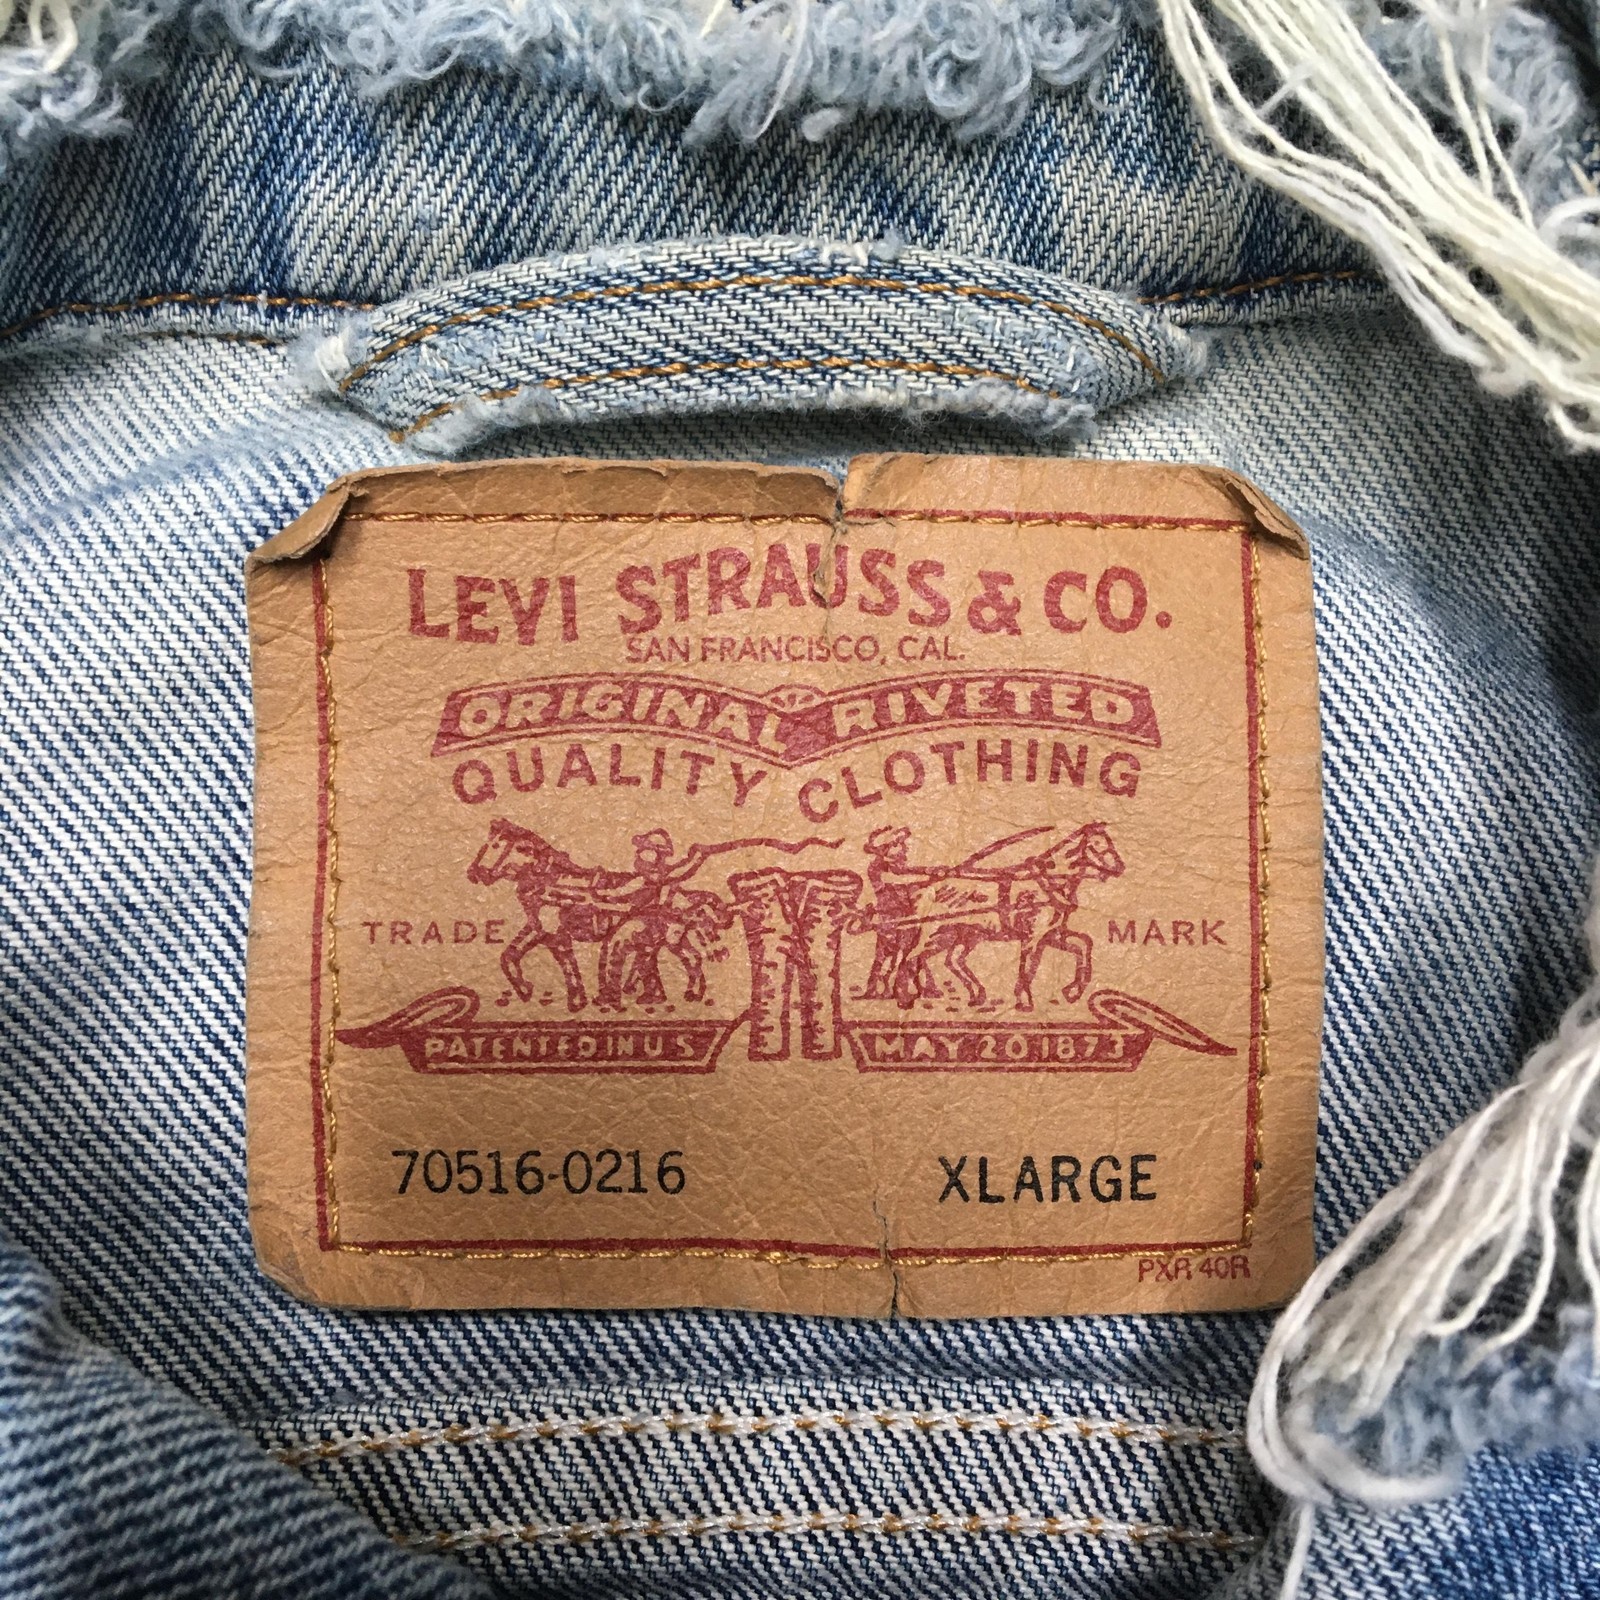 LEVI STRAUSS & CO.
SAN FRANCISCO, CAL.
ORIGINAL RIVETED
QUALITY CLOTHING
TRADE MARK
PATENTED IN U S MAY 20 1873
70516-0216 XLARGE
PXR 40R